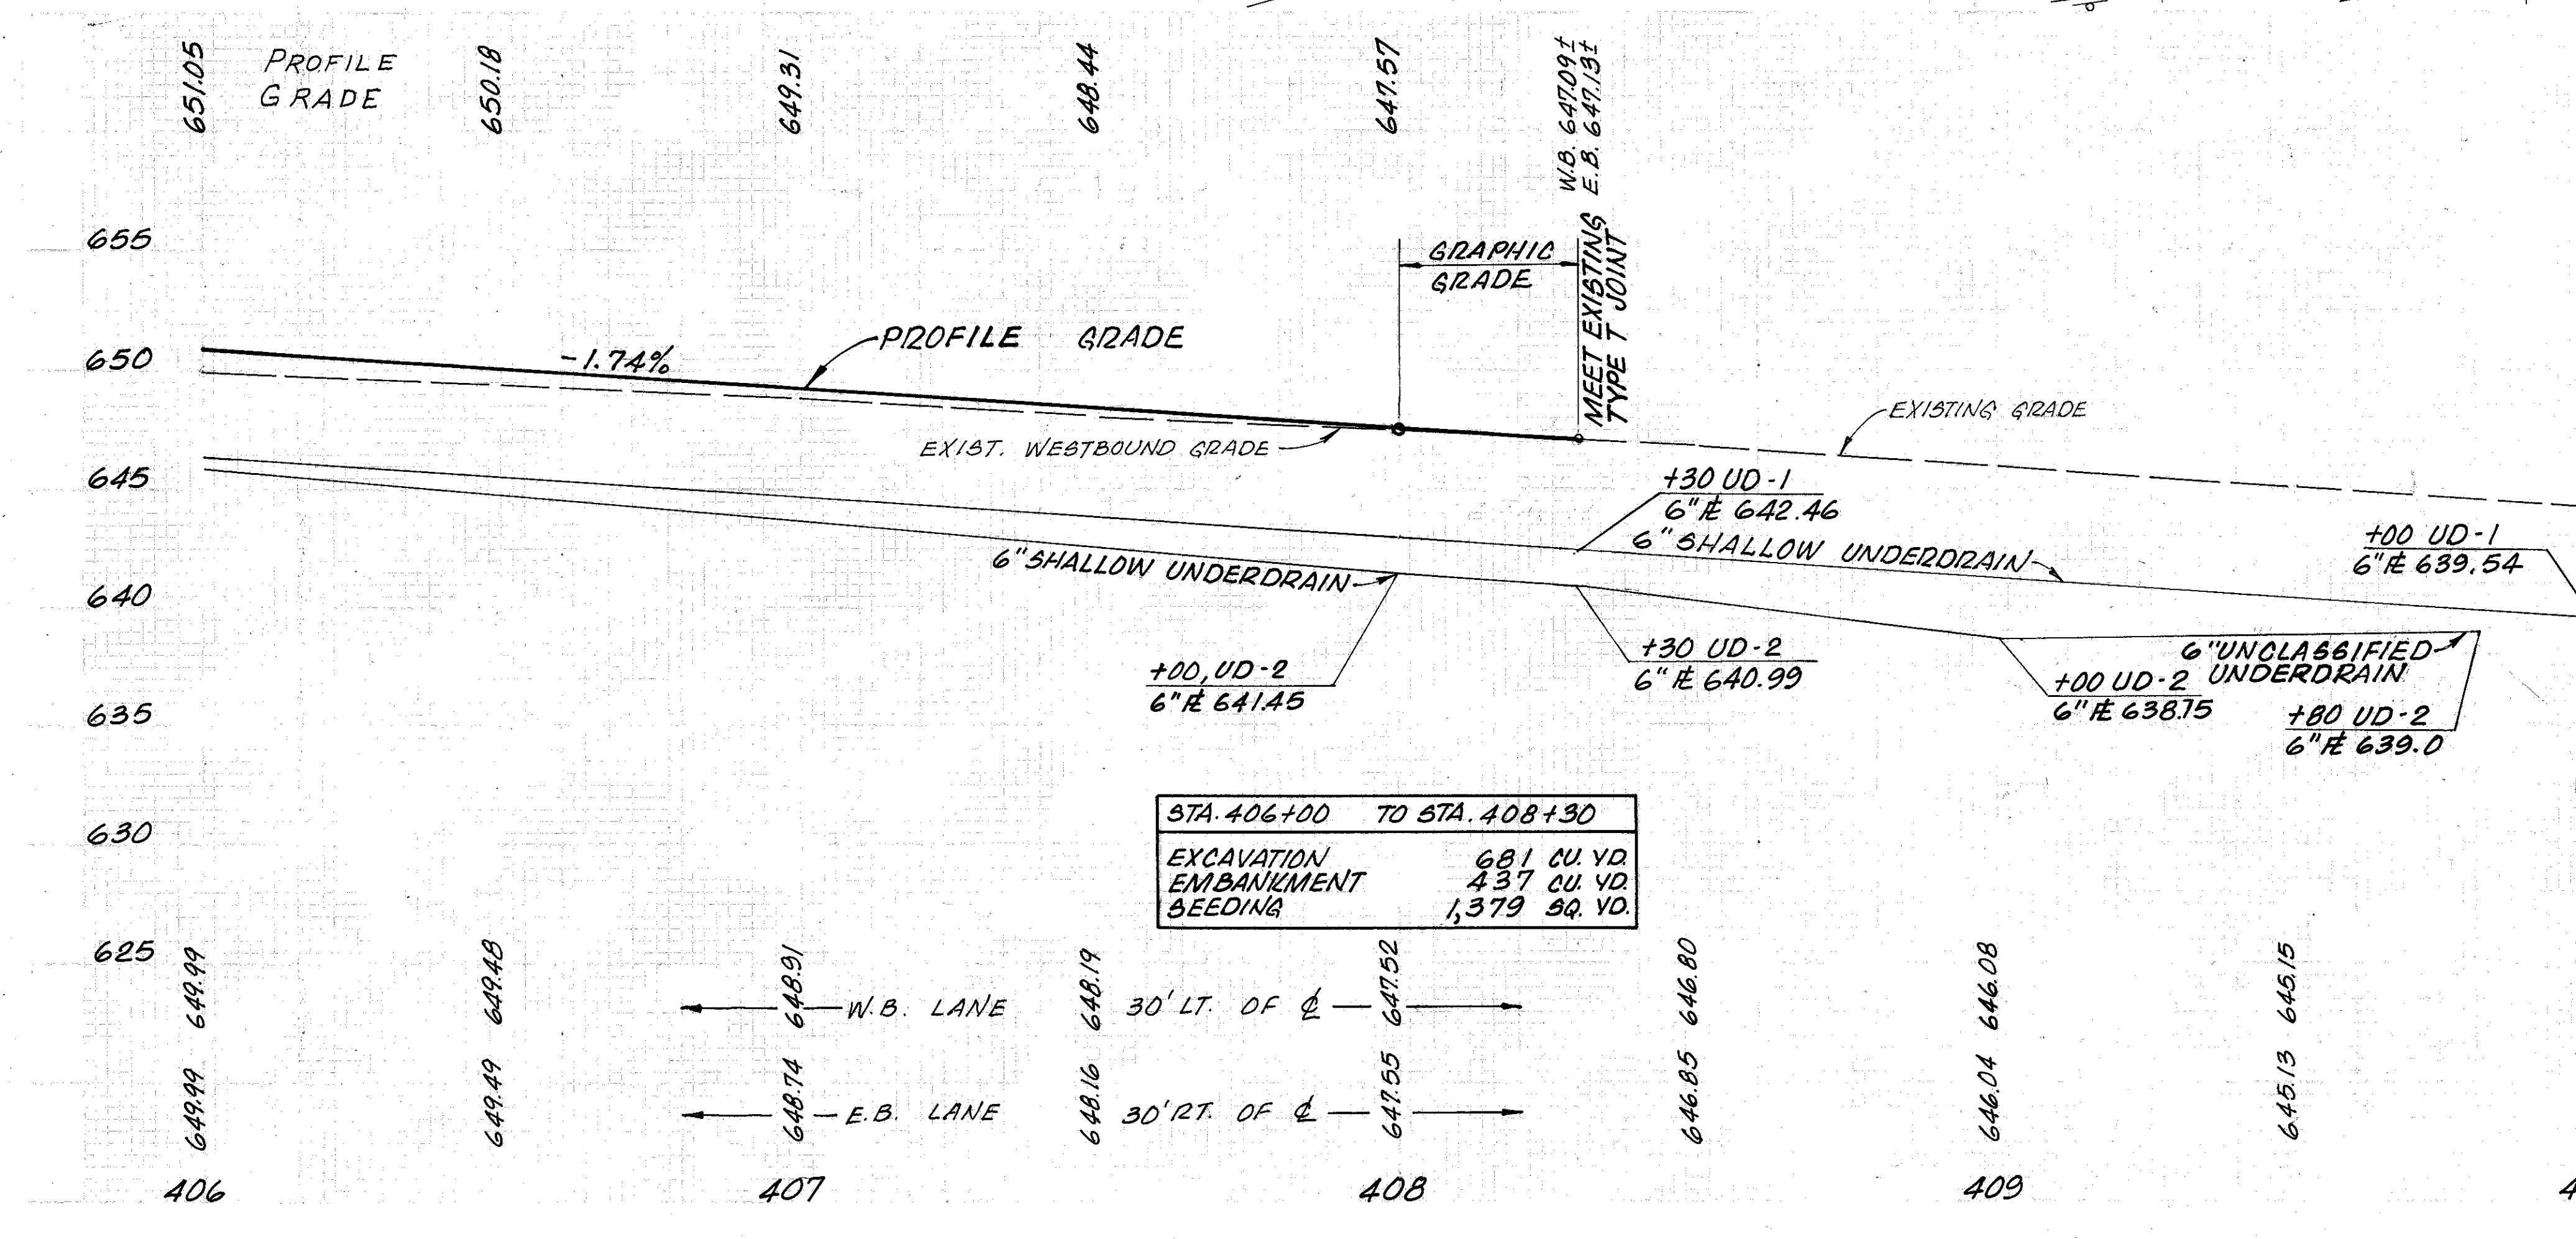 651.05
PROFILE
GRADE
650.18
649.31
648.44
647.57
W.B. 647.09±
E.B. 647.13±
655
650
645
640
635
630
625
GRAPHIC
GRADE
MEET EXISTING
TYPE T JOINT
-1.74%
PROFILE GRADE
EXIST. WESTBOUND GRADE
EXISTING GRADE
+30 UD-1
6" 642.46
6" SHALLOW UNDERDRAIN
+00 UD-1
6" 639.54
6" SHALLOW UNDERDRAIN
+00, UD-2
6" 641.45
+30 UD-2
6" 640.99
6" UNCLASSIFIED
UNDERDRAIN
+00 UD-2
6" 638.75
+80 UD-2
6" 639.0
STA. 406+00 TO STA. 408+30
EXCAVATION 681 CU. YD.
EMBANKMENT 437 CU. YD.
SEEDING 1,379 SQ. YD.
649.99 649.48 648.91 W.B. LANE 648.19 30' LT. OF ℄ 647.52 646.80 646.08 645.15
649.99 649.49 648.74 E.B. LANE 648.16 30' RT. OF ℄ 647.55 646.85 646.04 645.13
406 407 408 409